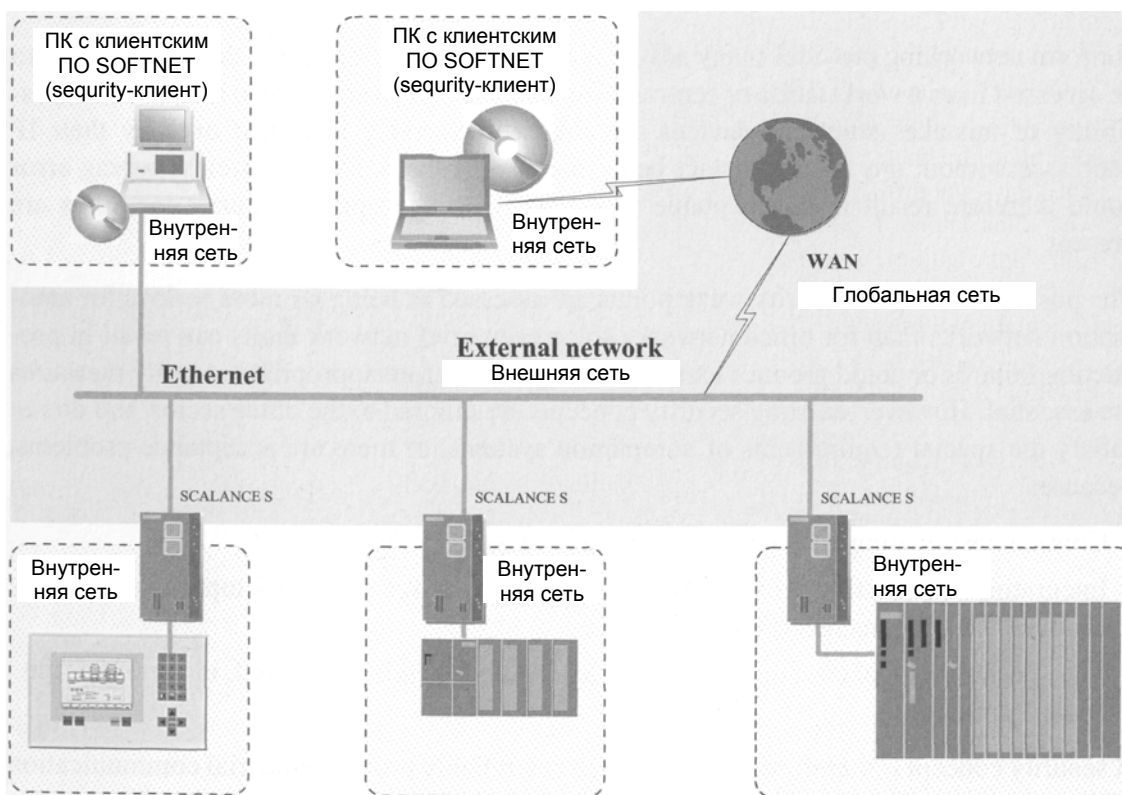 ПК с клиентским
ПО SOFTNET
(sequrity-клиент)
Внутрен-
няя сеть
ПК с клиентским
ПО SOFTNET
(sequrity-клиент)
Внутрен-
няя сеть
WAN
Глобальная сеть
External network
Внешняя сеть
Ethernet
SCALANCE S
SCALANCE S
SCALANCE S
Внутрен-
няя сеть
Внутрен-
няя сеть
Внутрен-
няя сеть